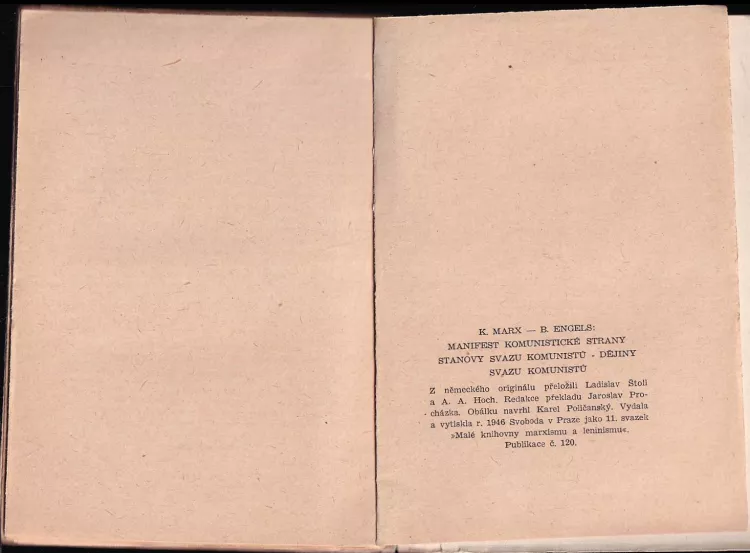 K. MARX — B. ENGELS:
MANIFEST KOMUNISTICKÉ STRANY
STANOVY SVAZU KOMUNISTŮ - DĚJINY
SVAZU KOMUNISTŮ
Z německého originálu přeložili Ladislav Štoll
a A. A. Hoch. Redakce překladu Jaroslav Pro-
cházka. Obálku navrhl Karel Poličanský. Vydala
a vytiskla r. 1946 Svoboda v Praze jako 11. svazek
»Malé knihovny marxismu a leninismu«.
Publikace č. 120.